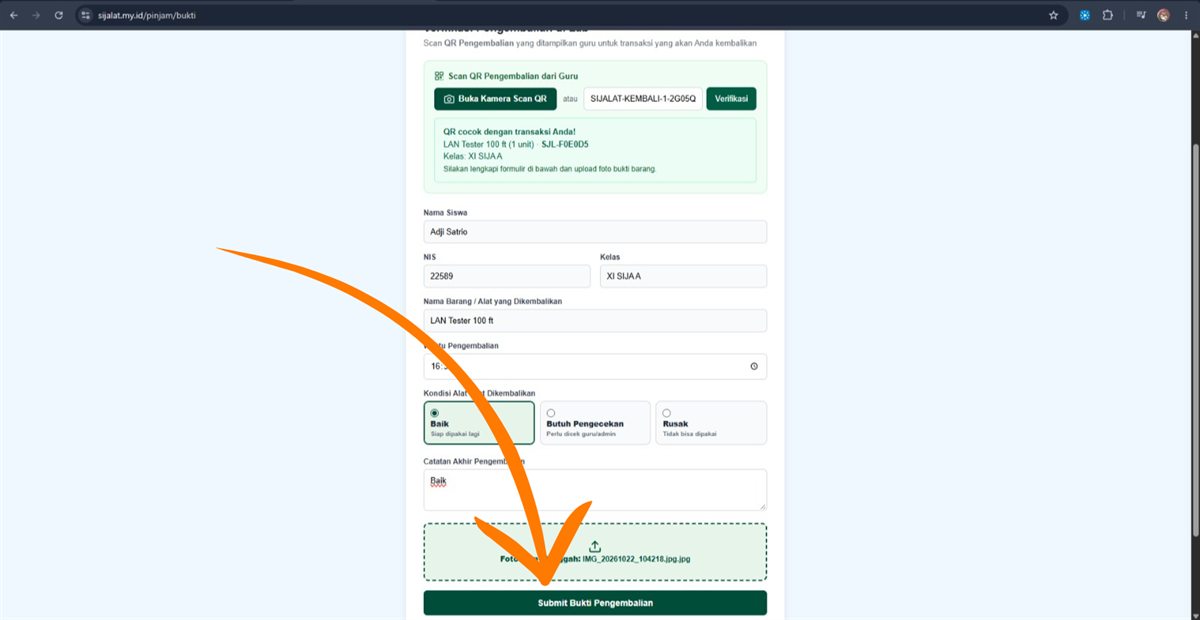 sijalat.my.id/pinjam/bukti
Verifikasi Pengembalian di Lab
Scan QR Pengembalian yang ditampilkan guru untuk transaksi yang akan Anda kembalikan
Scan QR Pengembalian dari Guru
Buka Kamera Scan QR atau SIJALAT-KEMBALI-1-2G05Q Verifikasi
QR cocok dengan transaksi Anda!
LAN Tester 100 ft (1 unit) · SJL-F0E0D5
Kelas: XI SIJA A
Silakan lengkapi formulir di bawah dan upload foto bukti barang.
Nama Siswa
Adji Satrio
NIS Kelas
22589 XI SIJA A
Nama Barang / Alat yang Dikembalikan
LAN Tester 100 ft
Pengembalian
16:
Kondisi Alat Dikembalikan
Baik Butuh Pengecekan Rusak
Siap dipakai lagi Perlu dicek guru/admin Tidak bisa dipakai
Catatan Akhir
Baik
IMG_20261022_104218.jpg.jpg
Submit Bukti Pengembalian